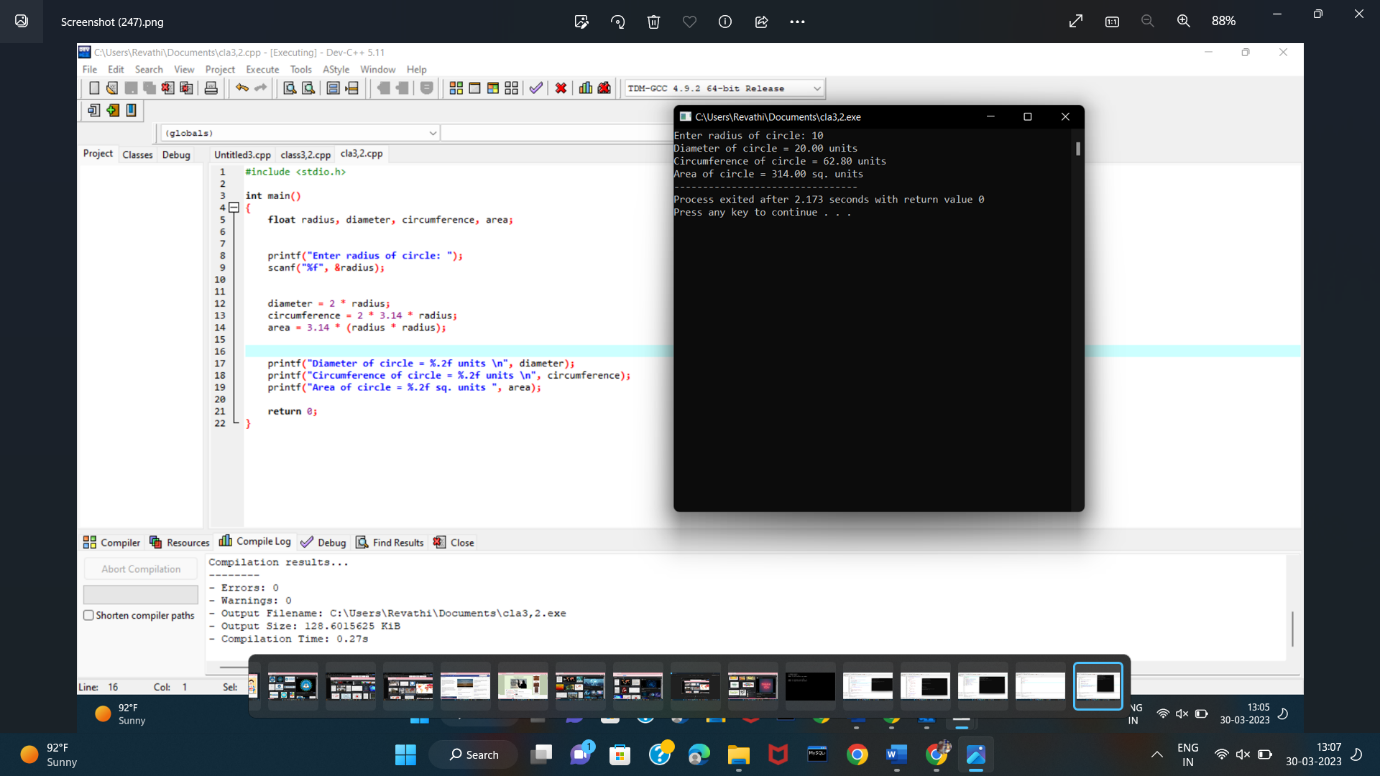 Screenshot (247).png
88%
C:\Users\Revathi\Documents\cla3,2.cpp - [Executing] - Dev-C++ 5.11
File Edit Search View Project Execute Tools AStyle Window Help
TDM-GCC 4.9.2 64-bit Release
(globals)
Project Classes Debug
Untitled3.cpp class3,2.cpp cla3,2.cpp
1 #include <stdio.h>
2
3 int main()
4 {
5 float radius, diameter, circumference, area;
6
7
8 printf("Enter radius of circle: ");
9 scanf("%f", &radius);
10
11
12 diameter = 2 * radius;
13 circumference = 2 * 3.14 * radius;
14 area = 3.14 * (radius * radius);
15
16
17 printf("Diameter of circle = %.2f units \n", diameter);
18 printf("Circumference of circle = %.2f units \n", circumference);
19 printf("Area of circle = %.2f sq. units ", area);
20
21 return 0;
22 }
C:\Users\Revathi\Documents\cla3,2.exe
Enter radius of circle: 10
Diameter of circle = 20.00 units
Circumference of circle = 62.80 units
Area of circle = 314.00 sq. units
--------------------------------
Process exited after 2.173 seconds with return value 0
Press any key to continue . . .
Compiler Resources Compile Log Debug Find Results Close
Abort Compilation
Shorten compiler paths
Compilation results...
--------
- Errors: 0
- Warnings: 0
- Output Filename: C:\Users\Revathi\Documents\cla3,2.exe
- Output Size: 128.6015625 KiB
- Compilation Time: 0.27s
Line: 16 Col: 1 Sel:
92°F
Sunny
NG
IN
13:05
30-03-2023
92°F
Sunny
Search
1
ENG
IN
13:07
30-03-2023